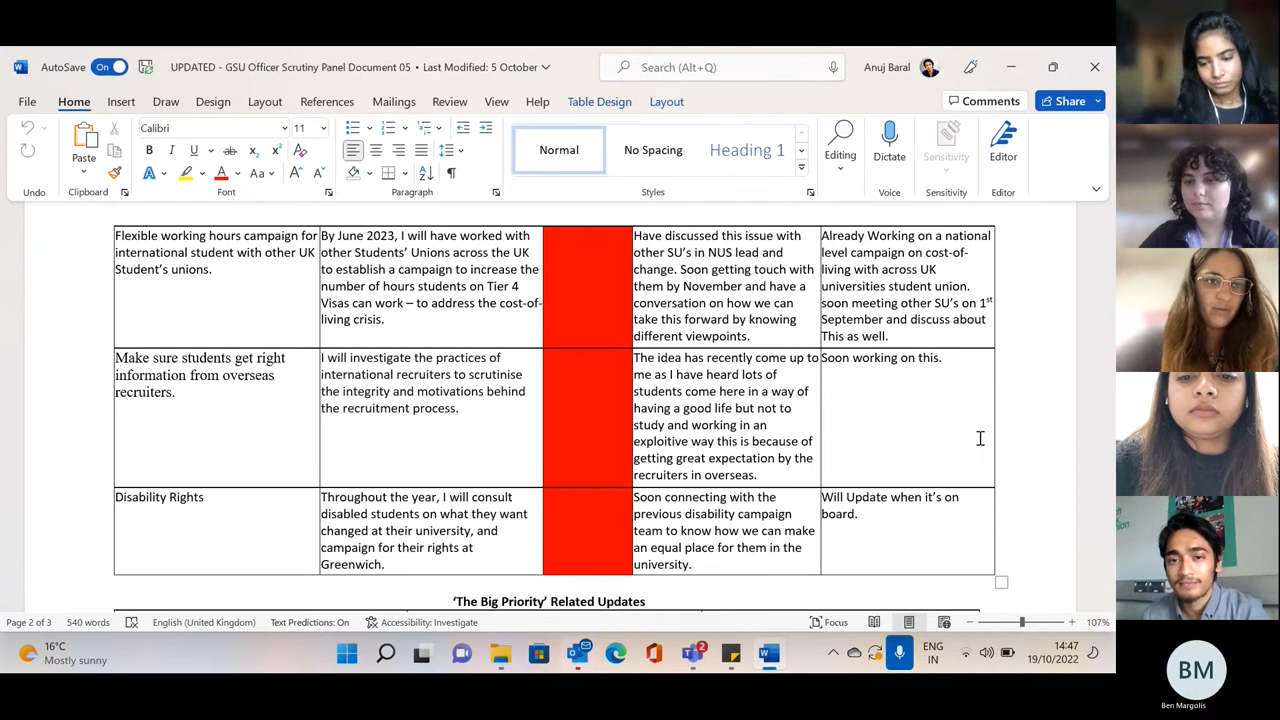 AutoSave On UPDATED - GSU Officer Scrutiny Panel Document 05 • Last Modified: 5 October Search (Alt+Q) Anuj Baral
File Home Insert Draw Design Layout References Mailings Review View Help Table Design Layout Comments Share
Calibri 11 Normal No Spacing Heading 1
Paste Editing Dictate Sensitivity Editor
B I U ab x₂ x² A Aa A A
Undo Clipboard Font Paragraph Styles Voice Sensitivity Editor
Flexible working hours campaign for
international student with other UK
Student's unions.
By June 2023, I will have worked with
other Students' Unions across the UK
to establish a campaign to increase the
number of hours students on Tier 4
Visas can work – to address the cost-of-
living crisis.
Have discussed this issue with
other SU's in NUS lead and
change. Soon getting touch with
them by November and have a
conversation on how we can
take this forward by knowing
different viewpoints.
Already Working on a national
level campaign on cost-of-
living with across UK
universities student union.
soon meeting other SU's on 1st
September and discuss about
This as well.
Make sure students get right
information from overseas
recruiters.
I will investigate the practices of
international recruiters to scrutinise
the integrity and motivations behind
the recruitment process.
The idea has recently come up to
me as I have heard lots of
students come here in a way of
having a good life but not to
study and working in an
exploitive way this is because of
getting great expectation by the
recruiters in overseas.
Soon working on this.
Disability Rights
Throughout the year, I will consult
disabled students on what they want
changed at their university, and
campaign for their rights at
Greenwich.
Soon connecting with the
previous disability campaign
team to know how we can make
an equal place for them in the
university.
Will Update when it's on
board.
'The Big Priority' Related Updates
Page 2 of 3 540 words English (United Kingdom) Text Predictions: On Accessibility: Investigate Focus 107%
16°C
Mostly sunny
2
ENG
IN
14:47
19/10/2022
BM
Ben Margolis